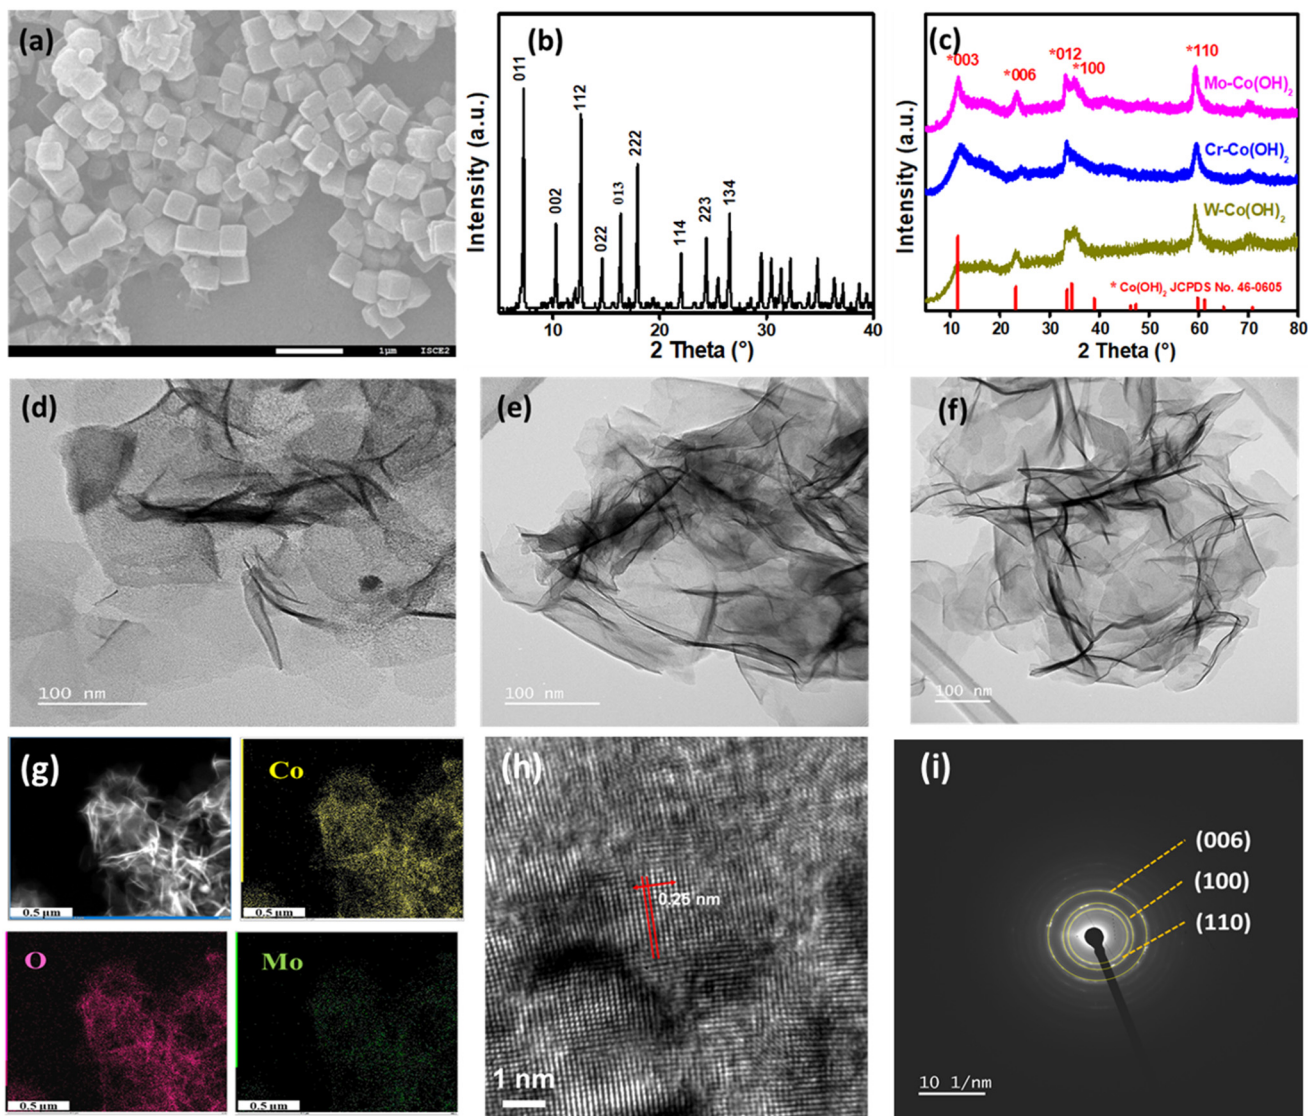 (a)
1μm ISCE2
(b)
Intensity (a.u.)
011
002
112
022
013
222
114
223
134
10 20 30 40
2 Theta (°)
(c)
Intensity (a.u.)
*003
*006
*012
*100
*110
Mo-Co(OH)₂
Cr-Co(OH)₂
W-Co(OH)₂
* Co(OH)₂ JCPDS No. 46-0605
10 20 30 40 50 60 70 80
2 Theta (°)
(d)
100 nm
(e)
100 nm
(f)
100 nm
(g)
0.5 μm
Co
0.5 μm
O
0.5 μm
Mo
0.5 μm
(h)
0.25 nm
1 nm
(i)
(006)
(100)
(110)
10 1/nm